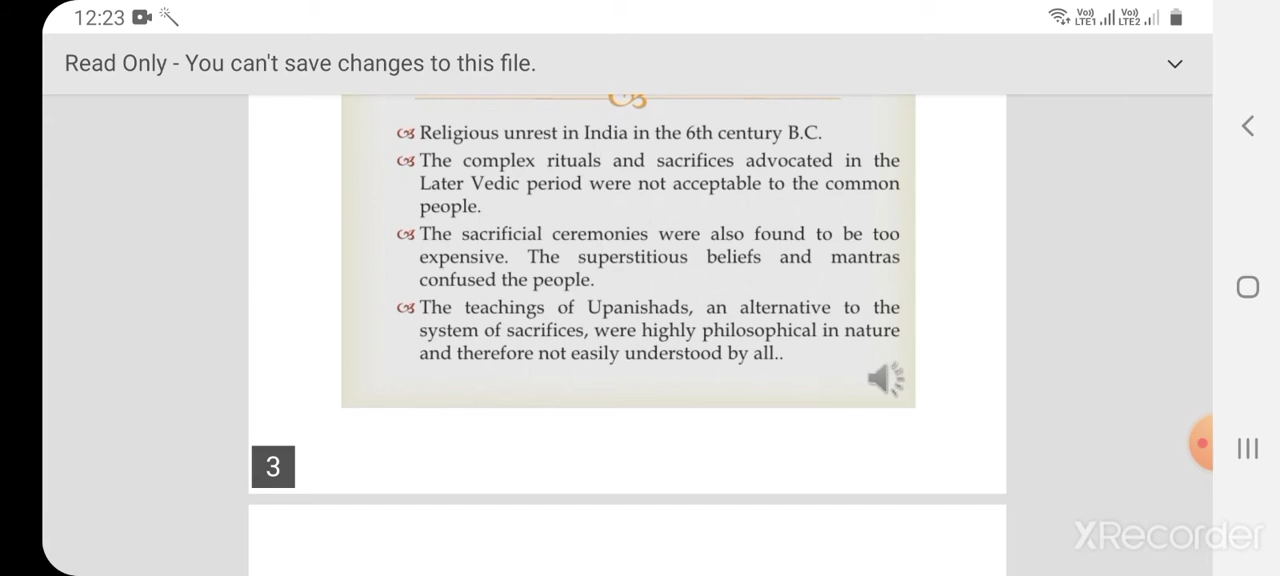 12:23
Vo)) LTE1 Vo)) LTE2
Read Only - You can't save changes to this file.
Religious unrest in India in the 6th century B.C.
The complex rituals and sacrifices advocated in the
Later Vedic period were not acceptable to the common
people.
The sacrificial ceremonies were also found to be too
expensive. The superstitious beliefs and mantras
confused the people.
The teachings of Upanishads, an alternative to the
system of sacrifices, were highly philosophical in nature
and therefore not easily understood by all..
3
XRecorder